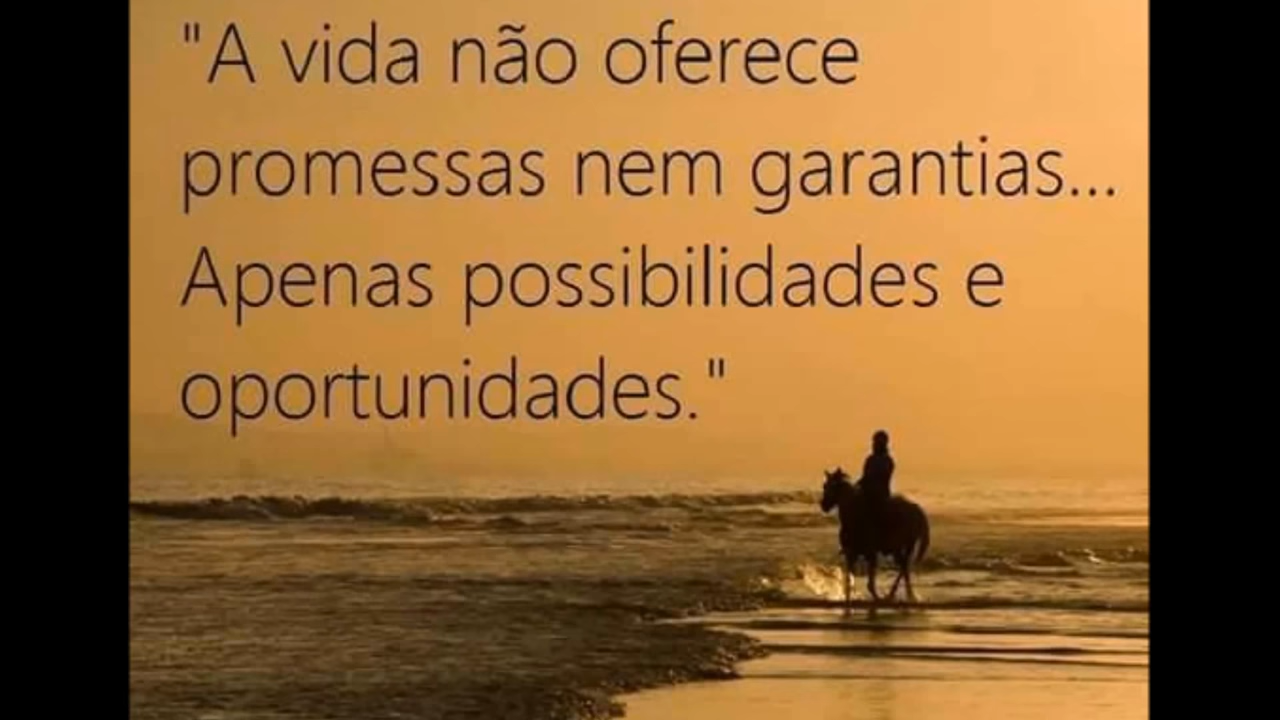 "A vida não oferece
promessas nem garantias...
Apenas possibilidades e
oportunidades."